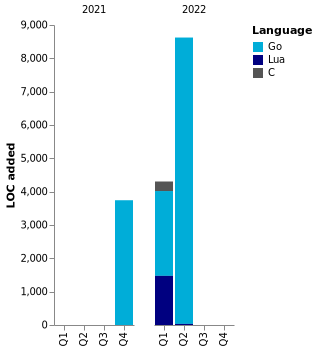 2021 2022
Language
Go
Lua
C
LOC added
9,000
8,000
7,000
6,000
5,000
4,000
3,000
2,000
1,000
0
Q1 Q2 Q3 Q4 Q1 Q2 Q3 Q4